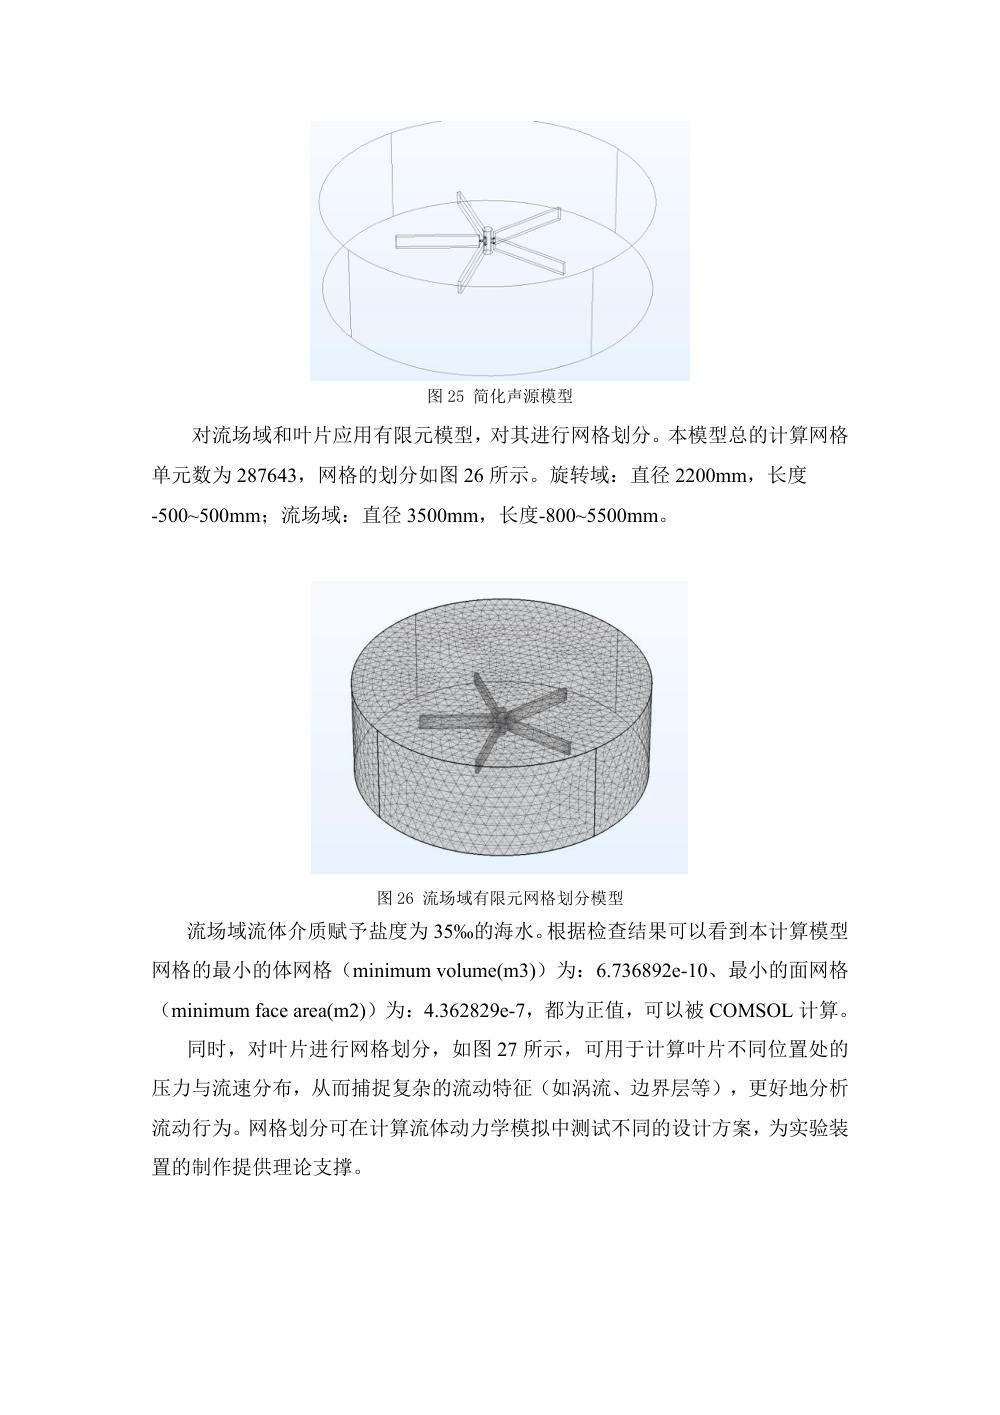 图 25 简化声源模型
对流场域和叶片应用有限元模型，对其进行网格划分。本模型总的计算网格
单元数为 287643，网格的划分如图 26 所示。旋转域：直径 2200mm，长度
-500~500mm；流场域：直径 3500mm，长度-800~5500mm。
图 26 流场域有限元网格划分模型
流场域流体介质赋予盐度为 35‰的海水。根据检查结果可以看到本计算模型
网格的最小的体网格（minimum volume(m3)）为：6.736892e-10、最小的面网格
（minimum face area(m2)）为：4.362829e-7，都为正值，可以被 COMSOL 计算。
同时，对叶片进行网格划分，如图 27 所示，可用于计算叶片不同位置处的
压力与流速分布，从而捕捉复杂的流动特征（如涡流、边界层等），更好地分析
流动行为。网格划分可在计算流体动力学模拟中测试不同的设计方案，为实验装
置的制作提供理论支撑。